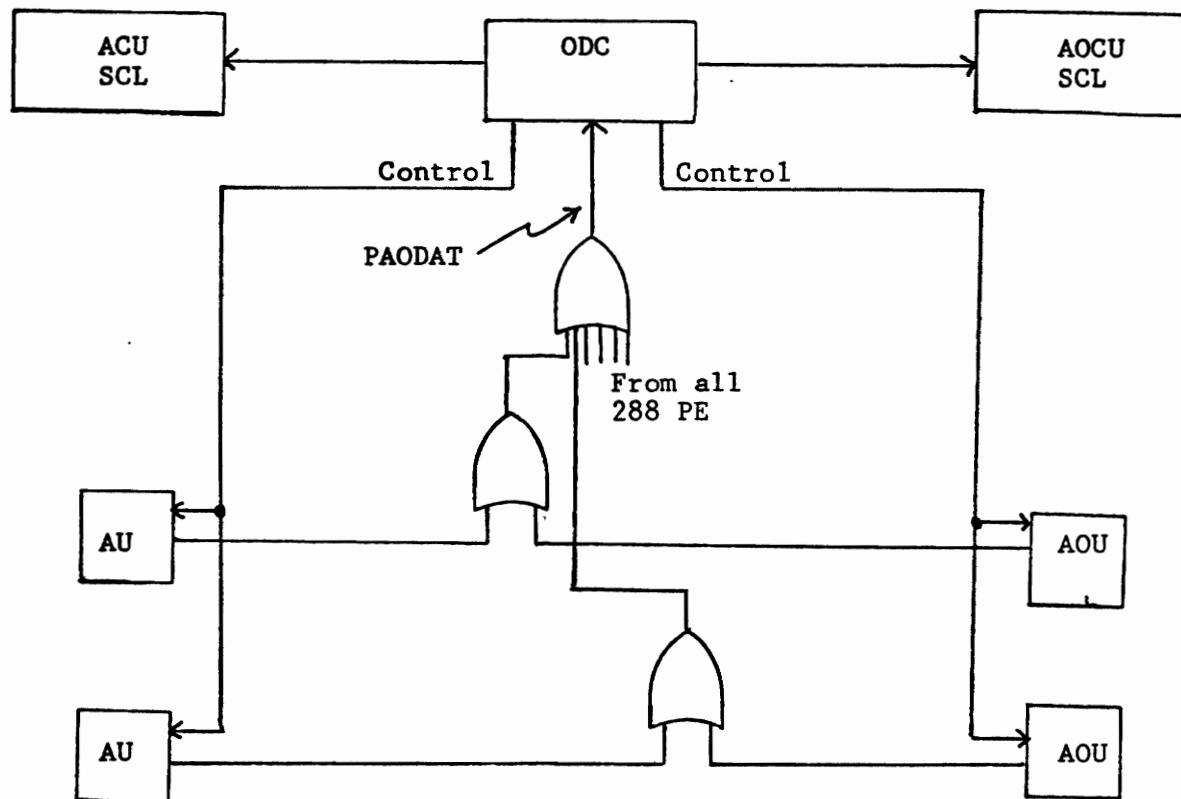 ACU
SCL
ODC
AOCU
SCL
Control
Control
PAODAT
From all
288 PE
AU
AOU
AU
AOU